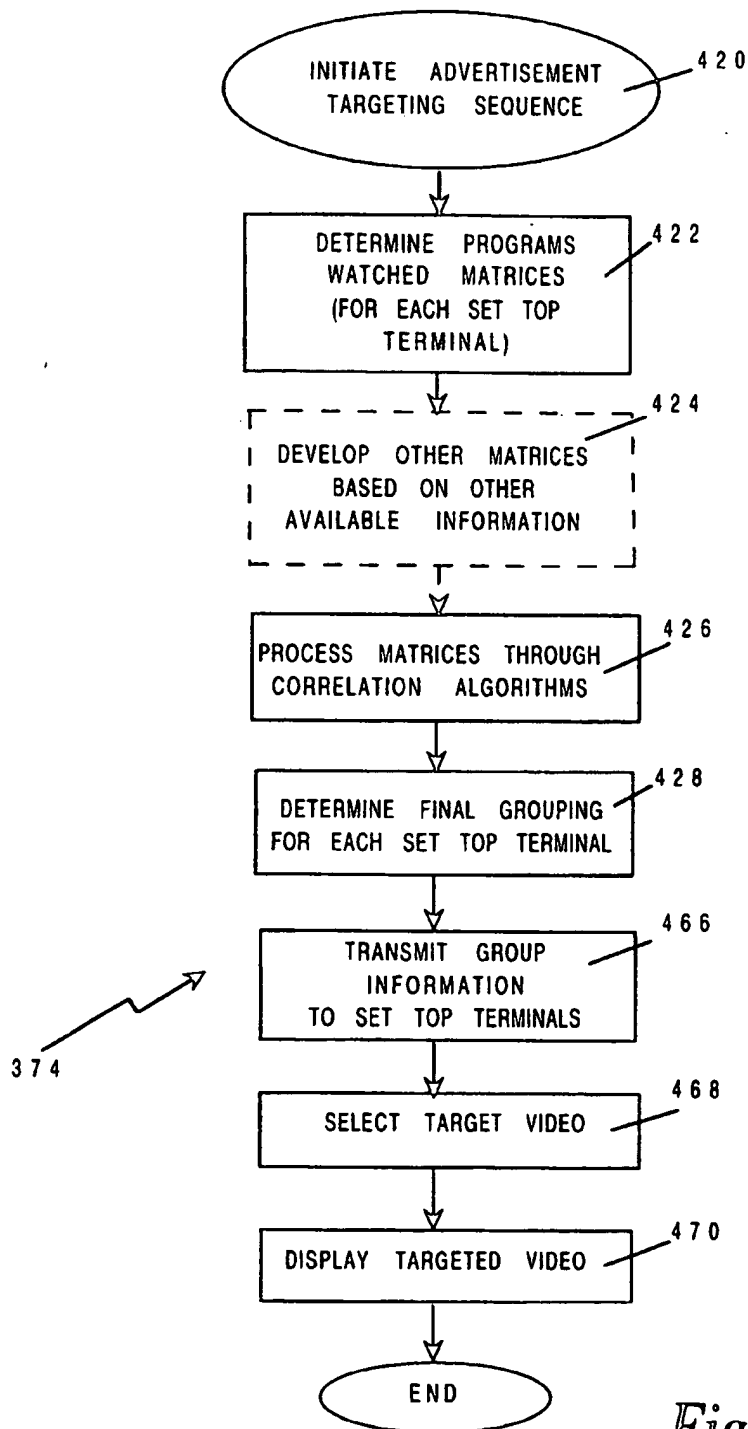 420
INITIATE ADVERTISEMENT
TARGETING SEQUENCE
422
DETERMINE PROGRAMS
WATCHED MATRICES
(FOR EACH SET TOP
TERMINAL)
424
DEVELOP OTHER MATRICES
BASED ON OTHER
AVAILABLE INFORMATION
426
PROCESS MATRICES THROUGH
CORRELATION ALGORITHMS
428
DETERMINE FINAL GROUPING
FOR EACH SET TOP TERMINAL
466
TRANSMIT GROUP
INFORMATION
TO SET TOP TERMINALS
374
468
SELECT TARGET VIDEO
470
DISPLAY TARGETED VIDEO
END
Fig